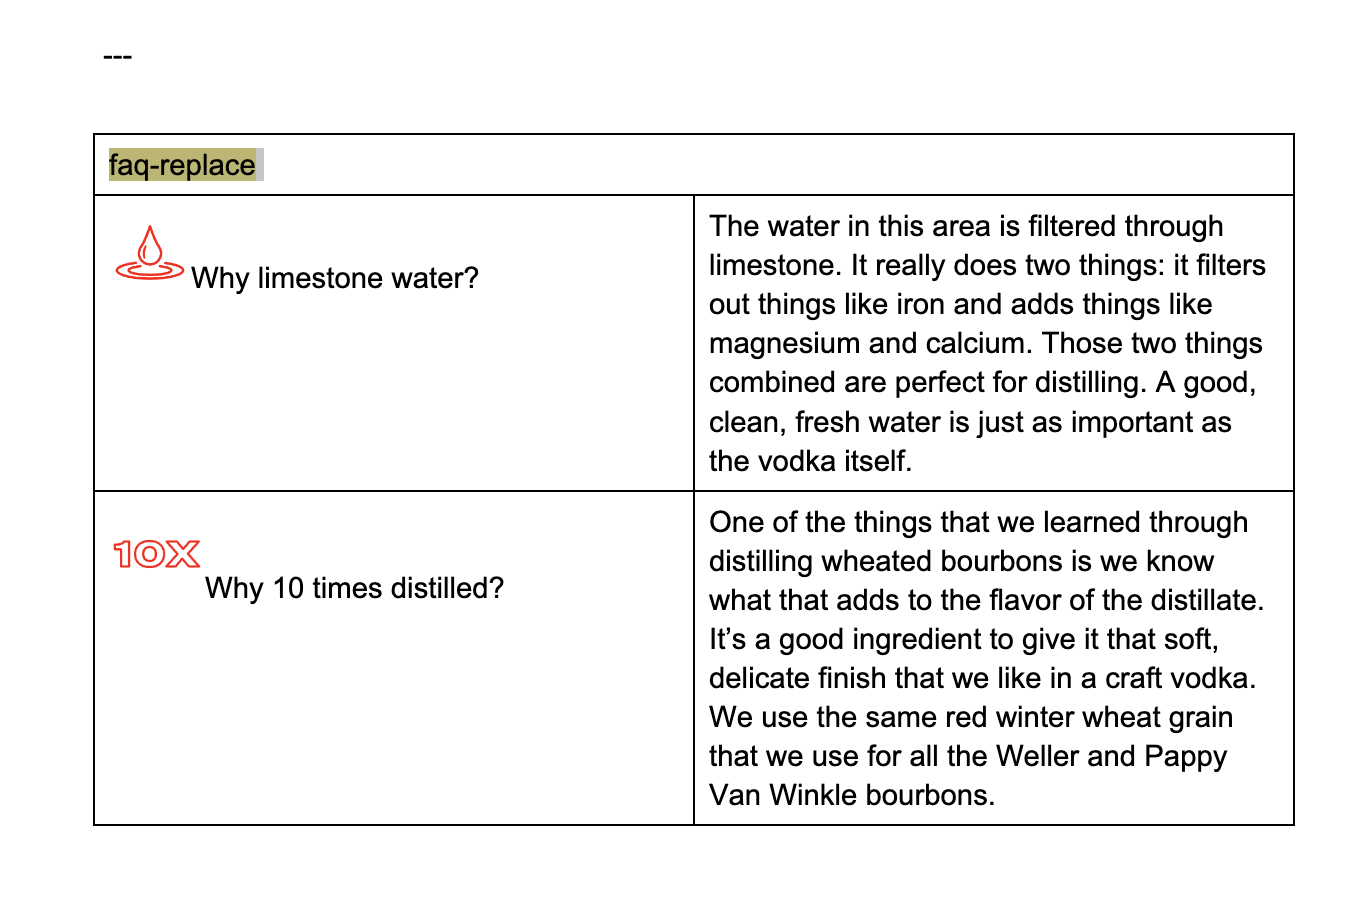 ---
faq-replace
Why limestone water?
The water in this area is filtered through
limestone. It really does two things: it filters
out things like iron and adds things like
magnesium and calcium. Those two things
combined are perfect for distilling. A good,
clean, fresh water is just as important as
the vodka itself.
10X
Why 10 times distilled?
One of the things that we learned through
distilling wheated bourbons is we know
what that adds to the flavor of the distillate.
It’s a good ingredient to give it that soft,
delicate finish that we like in a craft vodka.
We use the same red winter wheat grain
that we use for all the Weller and Pappy
Van Winkle bourbons.